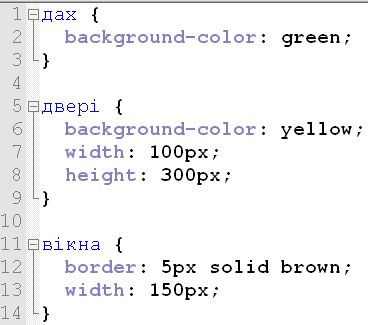 1 дах {
2 background-color: green;
3 }
4
5 двері {
6 background-color: yellow;
7 width: 100px;
8 height: 300px;
9 }
10
11 вікна {
12 border: 5px solid brown;
13 width: 150px;
14 }